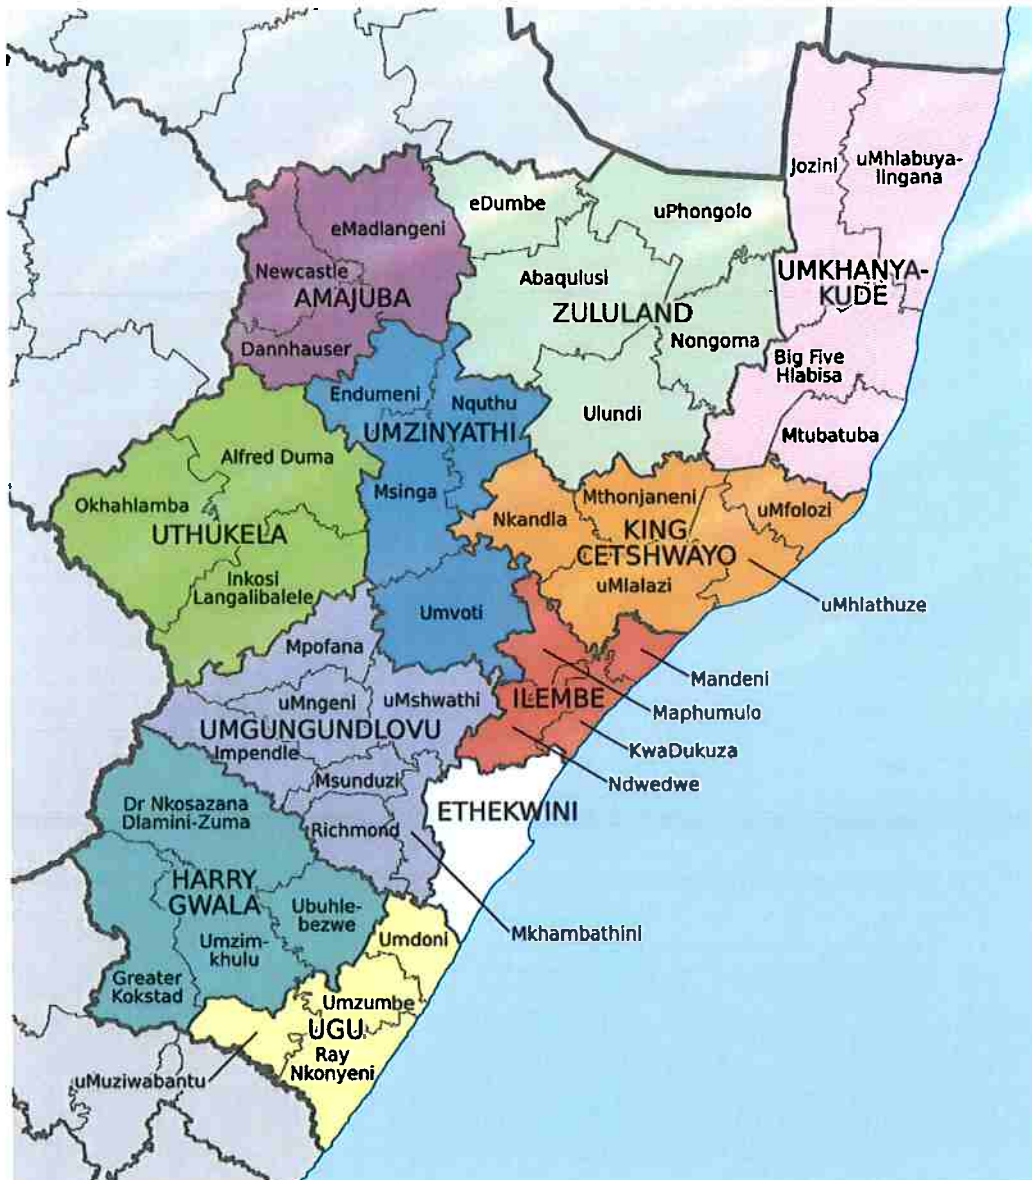 Jozini
uMhlabuya-
lingana
eDumbe
uPhongolo
eMadlangeni
Newcastle
AMAJUBA
Abaqulusi
ZULULAND
UMKHANYA-
KUDE
Dannhauser
Nongoma
Big Five
Hlabisa
Endumeni
Nquthu
UMZINYATHI
Ulundi
Mtubatuba
Alfred Duma
Msinga
Okhahlamba
UTHUKELA
Mthonjaneni
Nkandla
KING
CETSHWAYO
uMfolozi
Inkosi
Langalibalele
uMlalazi
uMhlathuze
Umvoti
Mpofana
Mandeni
uMngeni
uMshwathi
ILEMBE
Maphumulo
UMGUNGUNDLOVU
Impendle
KwaDukuza
Msunduzi
Ndwedwe
Dr Nkosazana
Dlamini-Zuma
Richmond
ETHEKWINI
HARRY
GWALA
Ubuhle-
bezwe
Mkhambathini
Umzim-
khulu
Umdoni
Greater
Kokstad
Umzumbe
UGU
Ray
Nkonyeni
uMuziwabantu